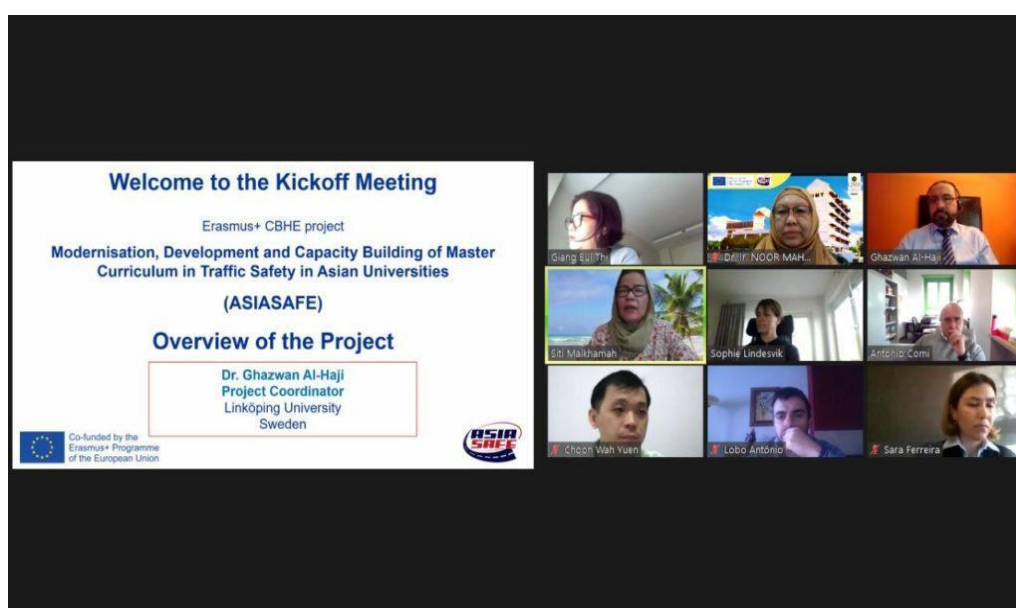 Welcome to the Kickoff Meeting
Erasmus+ CBHE project
Modernisation, Development and Capacity Building of Master
Curriculum in Traffic Safety in Asian Universities
(ASIASAFE)
Overview of the Project
Dr. Ghazwan Al-Haji
Project Coordinator
Linköping University
Sweden
Co-funded by the
Erasmus+ Programme
of the European Union
ASIA
SAFE
Giang Bui Thi
Dr. Ir. NOOR MAH...
Ghazwan Al-Haji
Siti Malkhamah
Sophie Lindesvik
Antonio Comi
Choon Wah Yuen
Lobo António
Sara Ferreira